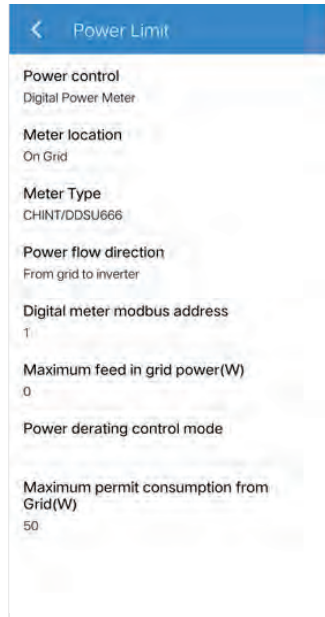 Power Limit
Power control
Digital Power Meter
Meter location
On Grid
Meter Type
CHINT/DDSU666
Power flow direction
From grid to inverter
Digital meter modbus address
1
Maximum feed in grid power(W)
0
Power derating control mode
Maximum permit consumption from
Grid(W)
50